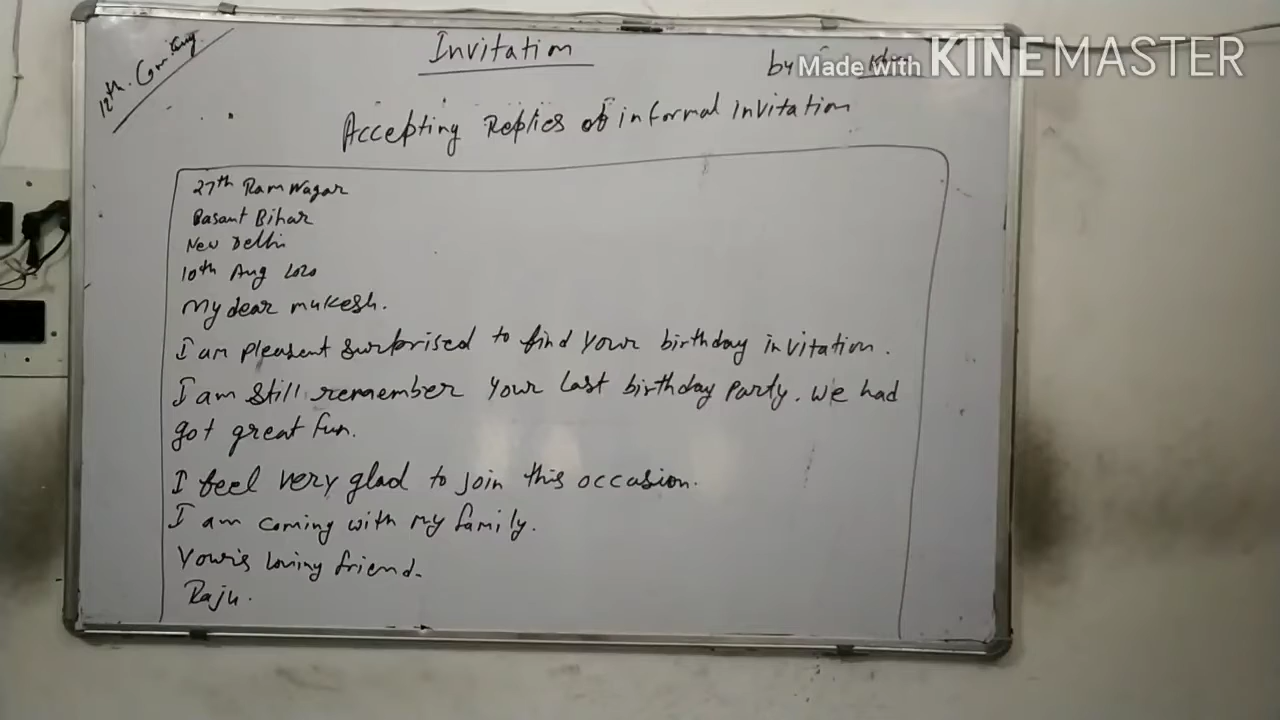 12th.
Invitation
by
Made with KINEMASTER
Accepting Replies of informal invitation
27th Ram Nagar
Basant Bihar
New Delhi
10th Aug 2020
My dear mukesh.
I am pleasent surprised to find your birthday invitation.
I am still remember your last birthday party. We had
got great fun.
I feel very glad to join this occasion.
I am coming with my family.
Your's loving friend.
Raju.